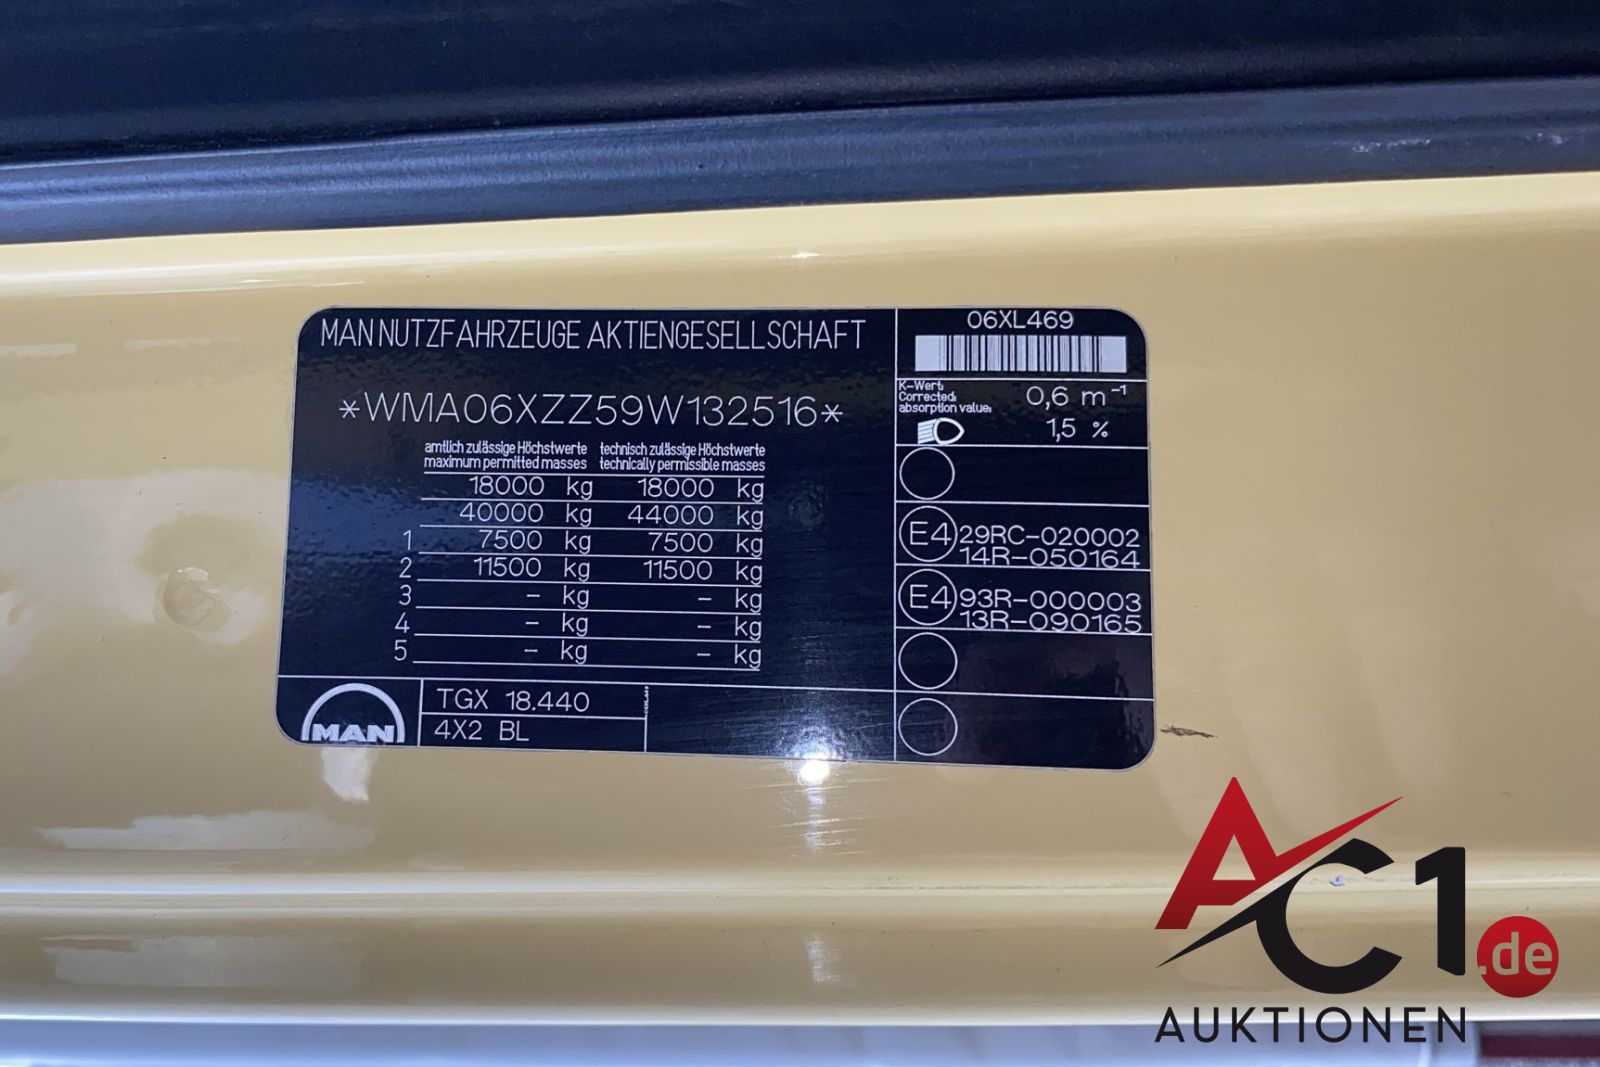 MAN NUTZFAHRZEUGE AKTIENGESELLSCHAFT
*WMA06XZZ59W132516*
amtlich zulässige Höchstwerte technisch zulässige Höchstwerte
maximum permitted masses technically permissible masses
18000 kg 18000 kg
40000 kg 44000 kg
1 7500 kg 7500 kg
2 11500 kg 11500 kg
3 - kg - kg
4 - kg - kg
5 - kg - kg
MAN
TGX 18.440
4X2 BL
06XL469
K-Wert:
Corrected:
absorption value:
0,6 m⁻¹
1,5 %
E4 29RC-020002
14R-050164
E4 93R-000003
13R-090165
AC1.de
AUKTIONEN